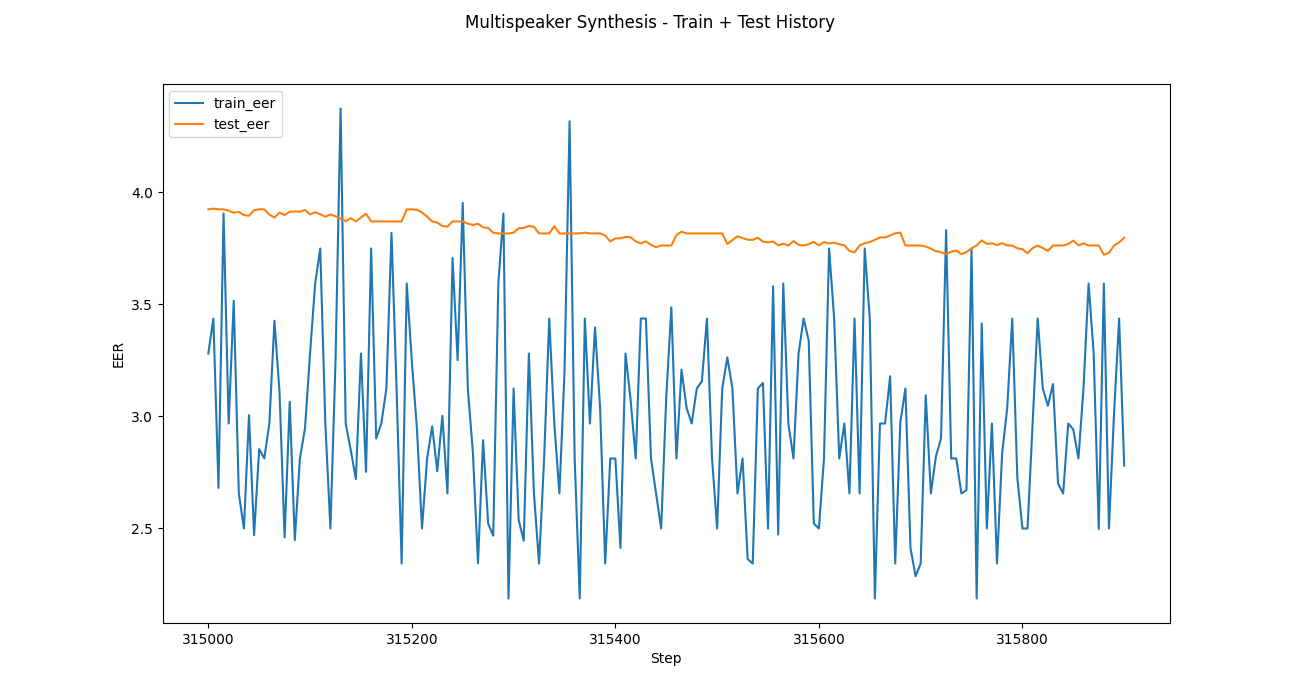 Multispeaker Synthesis - Train + Test History
train_eer
test_eer
4.0
3.5
3.0
2.5
EER
315000 315200 315400 315600 315800
Step